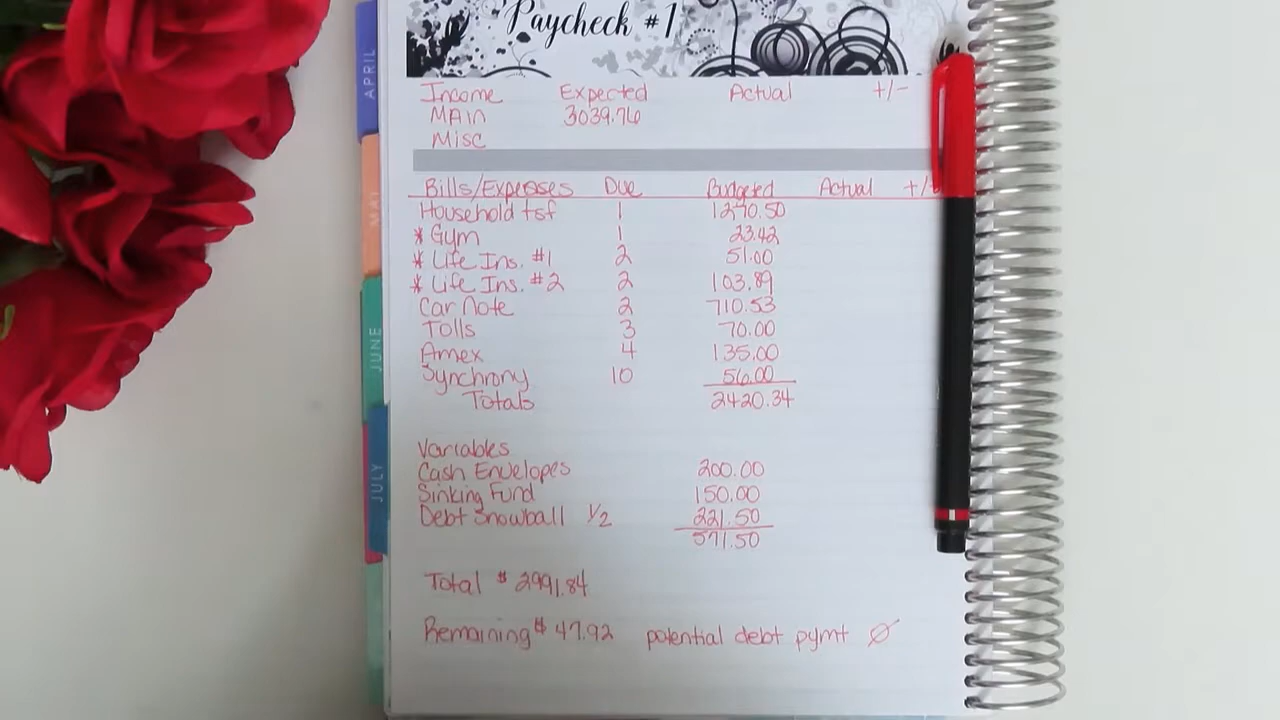 Paycheck #1
Income Expected Actual +/-
MAIN 3039.76
Misc
Bills/Expenses Due Budgeted Actual +/-
Household tsf 1 1270.50
* Gym 1 23.42
* Life Ins. #1 2 51.00
* Life Ins. #2 2 103.89
Car Note 2 710.53
Tolls 3 70.00
Amex 4 135.00
Synchrony 10 56.00
Totals 2420.34
Variables
Cash Envelopes 200.00
Sinking Fund 150.00
Debt Snowball 1/2 221.50
571.50
Total $ 2991.84
Remaining $ 47.92 potential debt pymt Ø
APRIL
MAY
JUNE
JULY